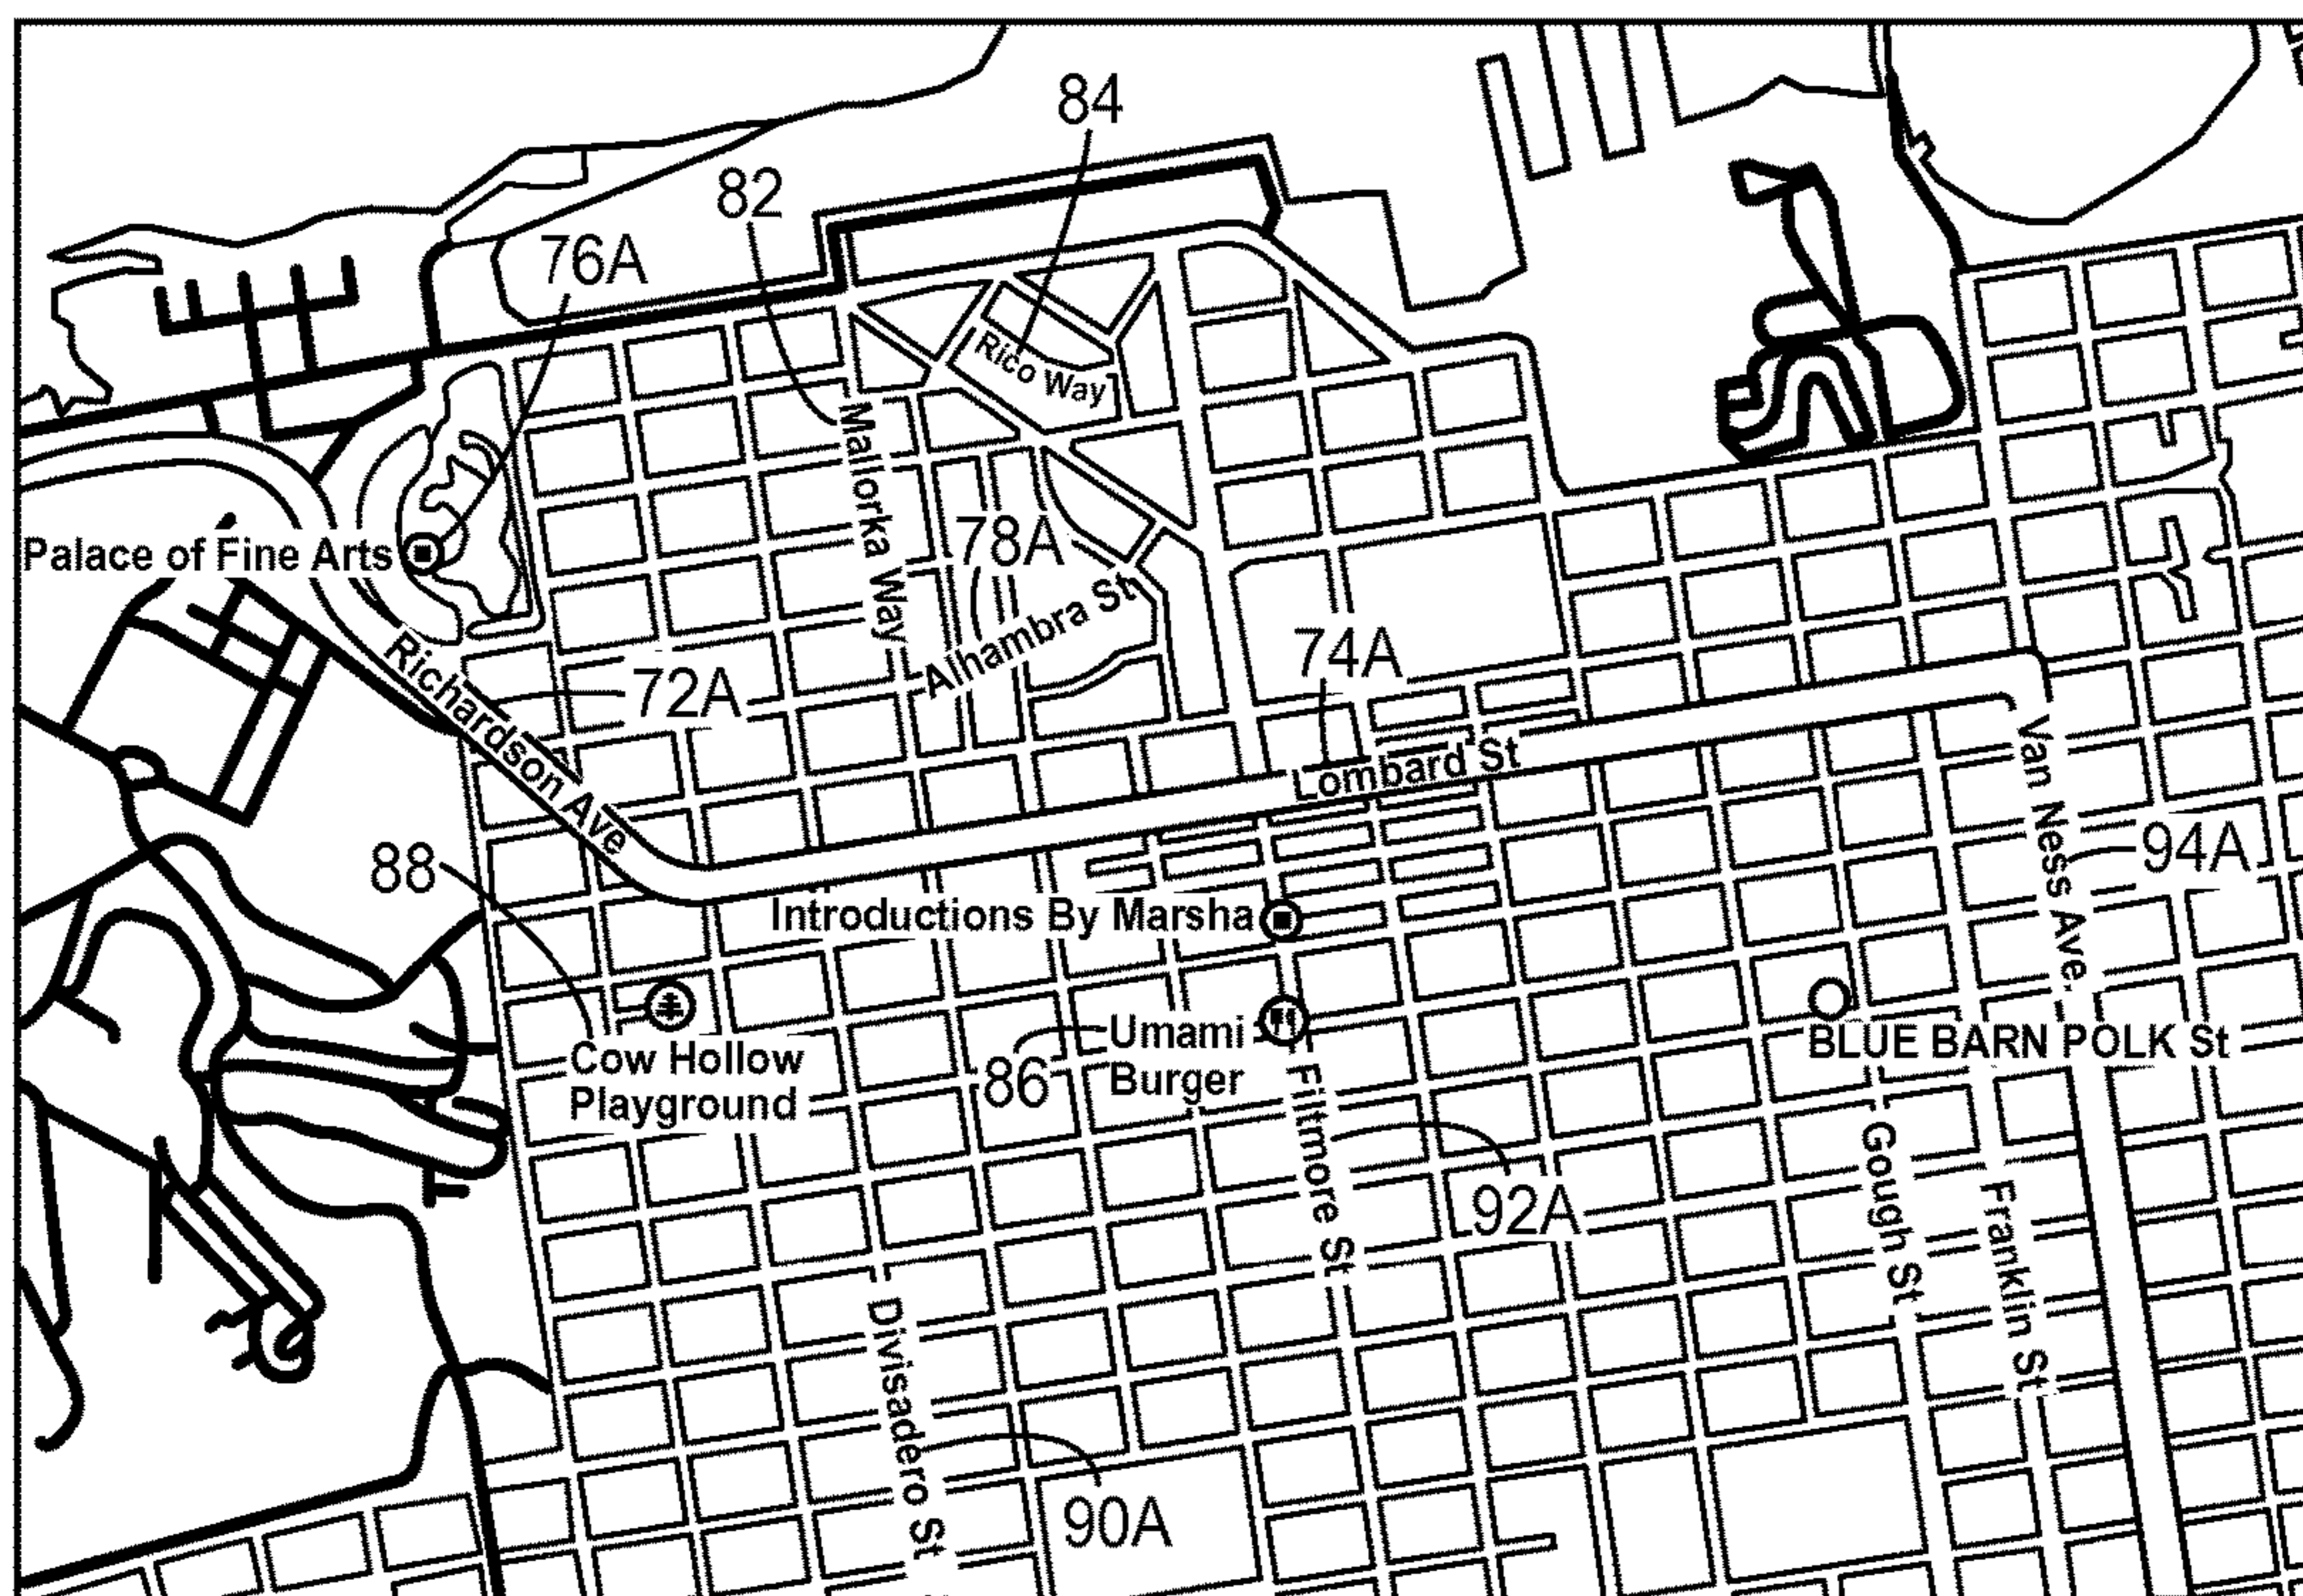 84
82
76A
Rico Way
Mallorka Way
Palace of Fine Arts
78A
Alhambra St
74A
Richardson Ave
72A
Lombard St
Van Ness Ave.
94A
88
Introductions By Marsha
Umami
Burger
86
BLUE BARN POLK St
Cow Hollow
Playground
Fillmore St
92A
Gough St
Franklin St
Divisadero St
90A